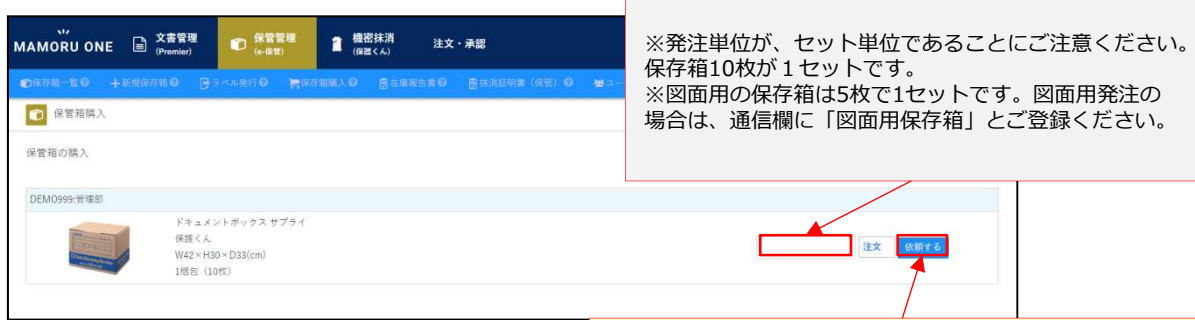 ※発注単位が、セット単位であることにご注意ください。
保存箱10枚が１セットです。
※図面用の保存箱は5枚で1セットです。図面用発注の
場合は、通信欄に「図面用保存箱」とご登録ください。
MAMORU ONE
文書管理
(Premier)
保管管理
(e-保管)
機密抹消
(保護くん)
注文・承認
保存箱一覧
＋新規保存箱
ラベル発行
保存箱購入
在庫報告書
抹消証明書（保管）
ユー
保管箱購入
保管箱の購入
DEMO999:管理部
ドキュメントボックス サプライ
保護くん
W42×H30×D33(cm)
1梱包（10枚）
注文
依頼する